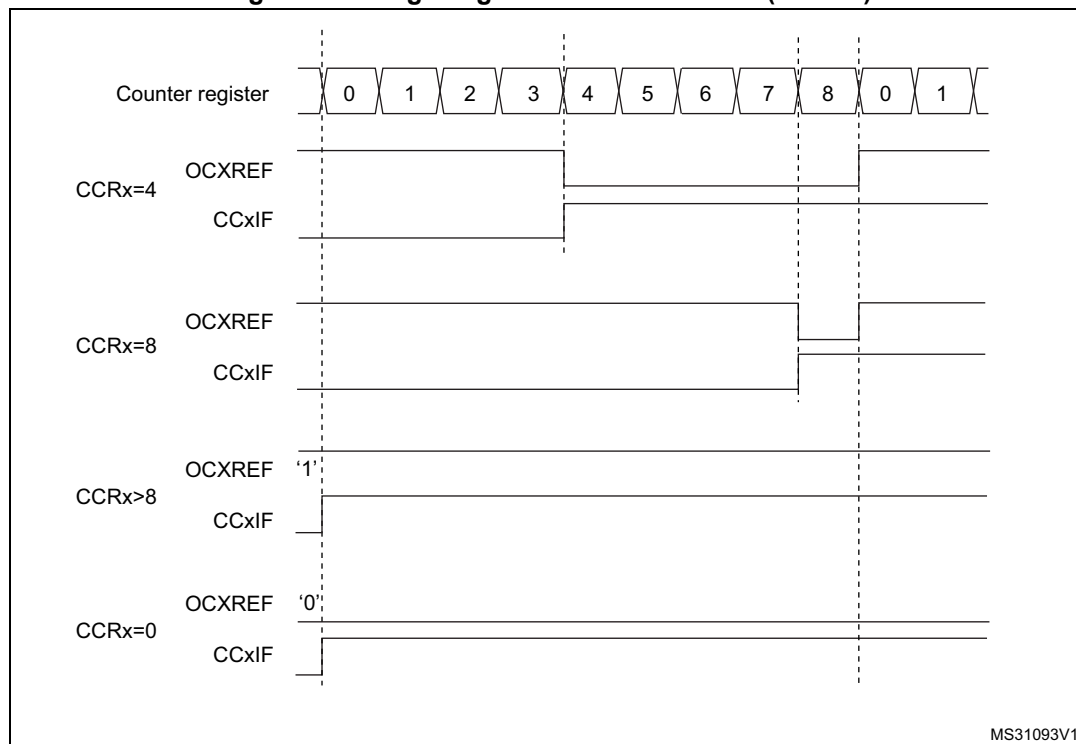 Counter register 0 1 2 3 4 5 6 7 8 0 1
OCXREF
CCRx=4
CCxIF
OCXREF
CCRx=8
CCxIF
OCXREF ‘1’
CCRx>8
CCxIF
OCXREF ‘0’
CCRx=0
CCxIF
MS31093V1